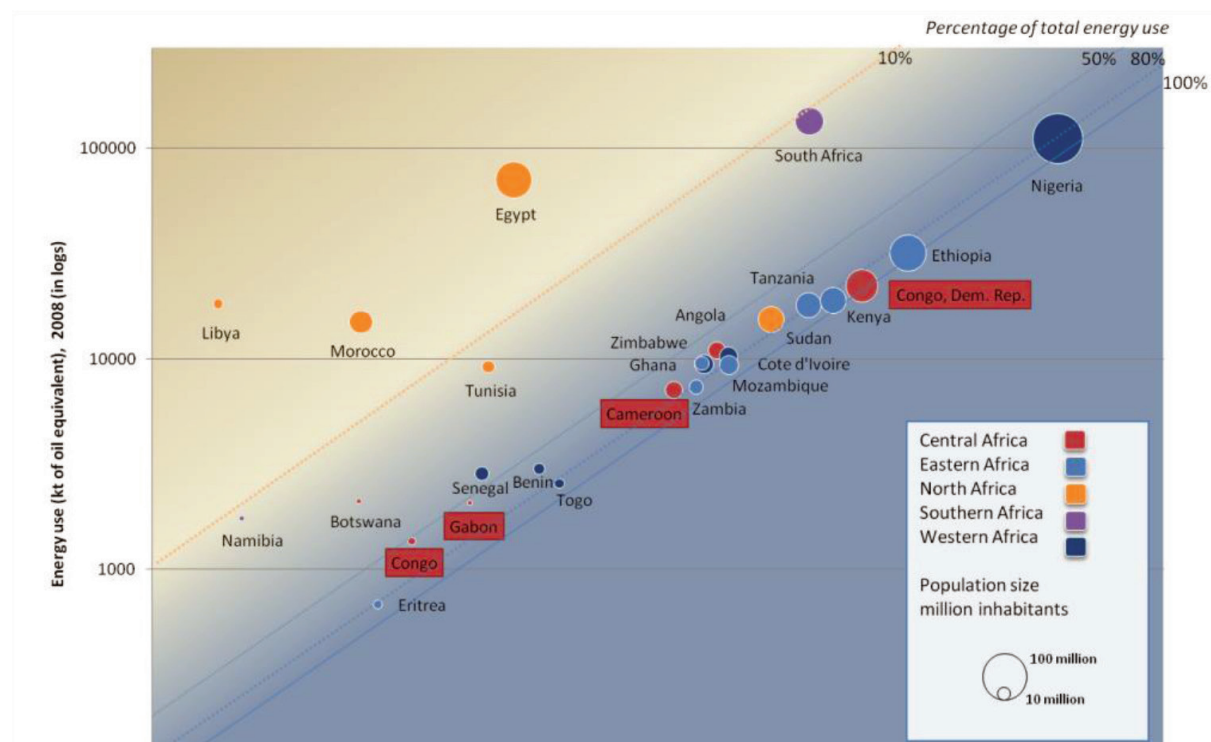 Percentage of total energy use
10%
50%
80%
100%
Energy use (kt of oil equivalent), 2008 (in logs)
100000
10000
1000
South Africa
Nigeria
Egypt
Ethiopia
Tanzania
Congo, Dem. Rep.
Libya
Angola
Kenya
Morocco
Zimbabwe
Sudan
Ghana
Cote d'Ivoire
Tunisia
Mozambique
Cameroon
Zambia
Senegal
Benin
Togo
Botswana
Gabon
Namibia
Congo
Eritrea
Central Africa
Eastern Africa
North Africa
Southern Africa
Western Africa
Population size
million inhabitants
100 million
10 million